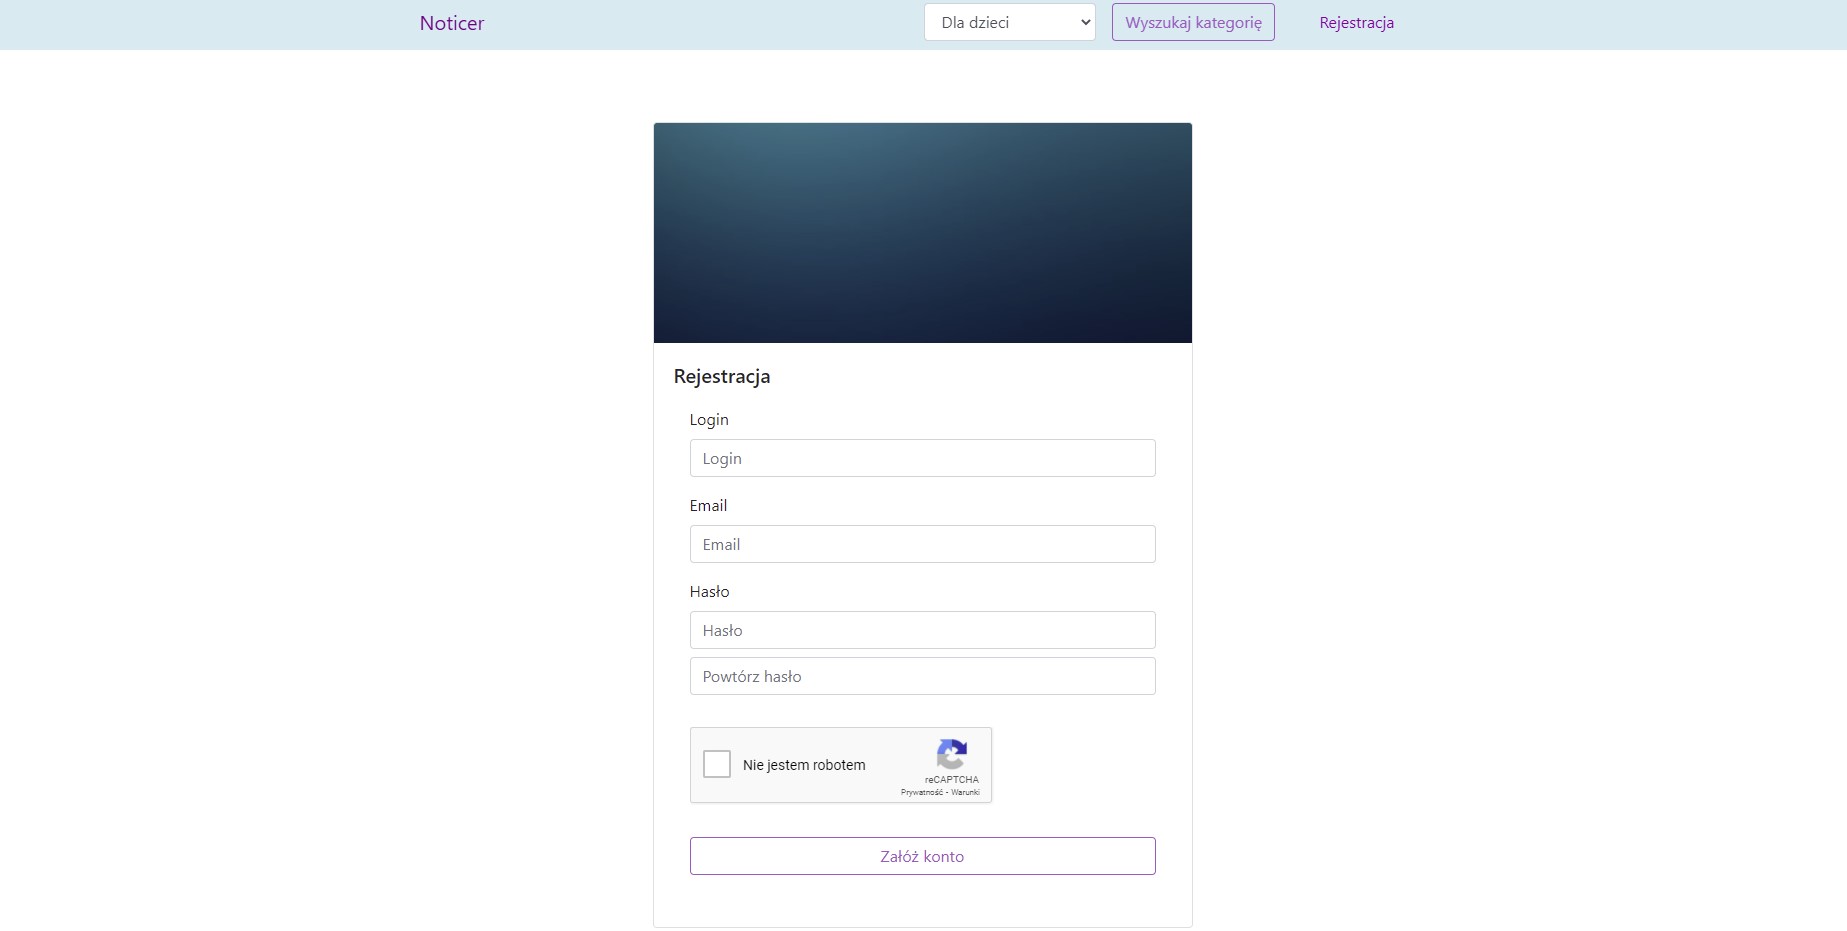 Noticer
Dla dzieci
Wyszukaj kategorię
Rejestracja
Rejestracja
Login
Login
Email
Email
Hasło
Hasło
Powtórz hasło
Nie jestem robotem
reCAPTCHA
Prywatność - Warunki
Załóż konto